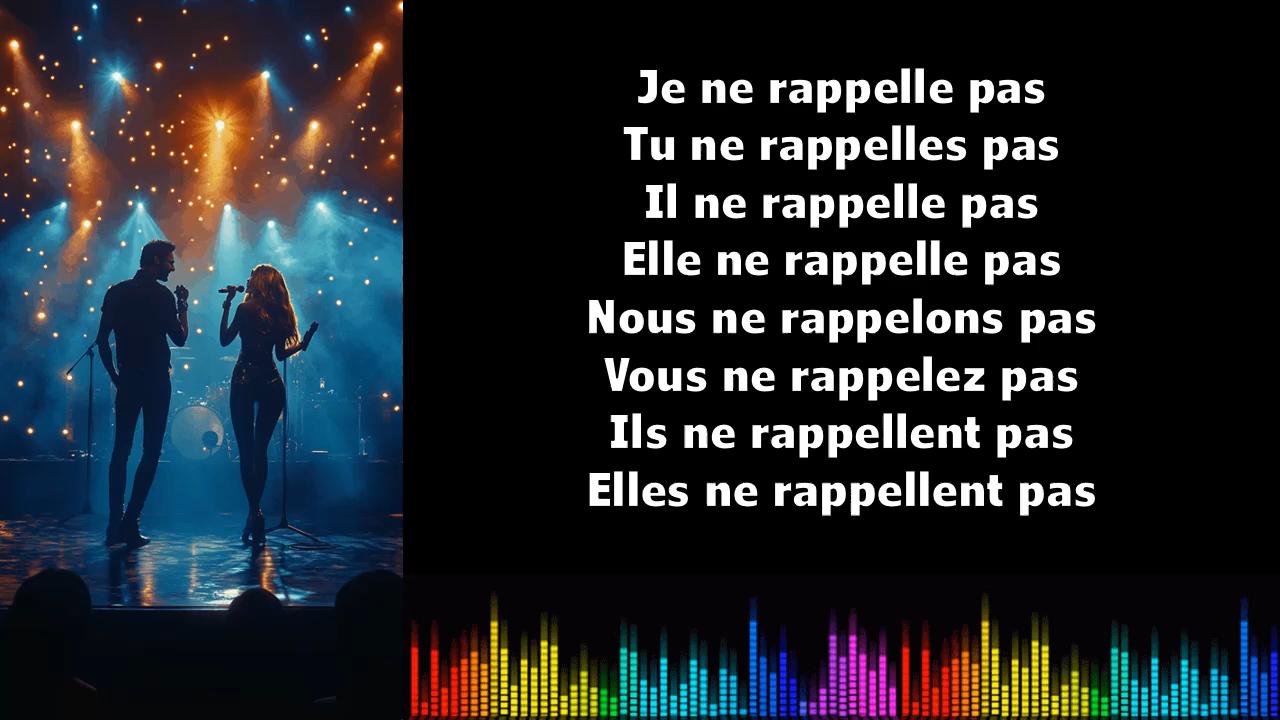 Je ne rappelle pas
Tu ne rappelles pas
Il ne rappelle pas
Elle ne rappelle pas
Nous ne rappelons pas
Vous ne rappelez pas
Ils ne rappellent pas
Elles ne rappellent pas